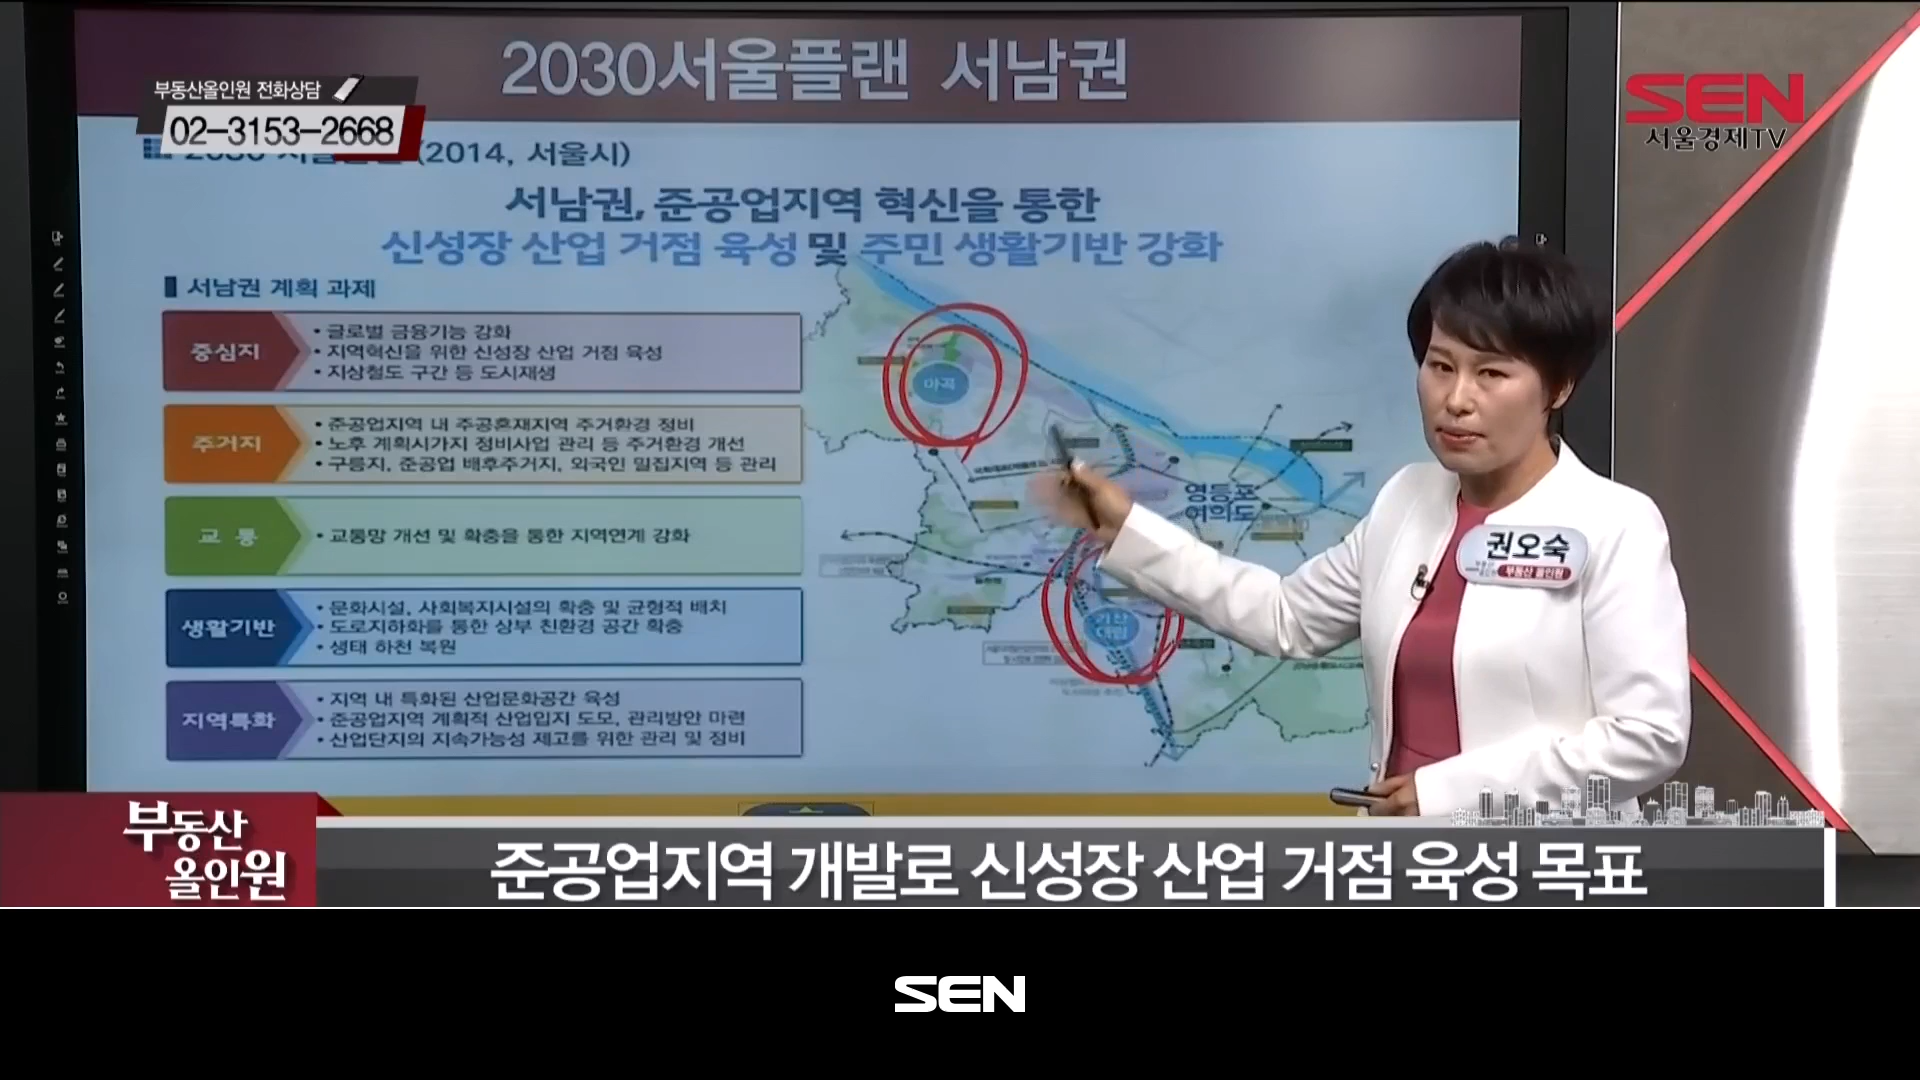 2030서울플랜 서남권
부동산올인원 전화상담
02-3153-2668
SEN
서울경제TV
(2014, 서울시)
서남권, 준공업지역 혁신을 통한
신성장 산업 거점 육성 및 주민 생활기반 강화
서남권 계획 과제
중심지
• 글로벌 금융기능 강화
• 지역혁신을 위한 신성장 산업 거점 육성
• 지상철도 구간 등 도시재생
주거지
• 준공업지역 내 주공혼재지역 주거환경 정비
• 노후 계획시가지 정비사업 관리 등 주거환경 개선
• 구릉지, 준공업 배후주거지, 외국인 밀집지역 등 관리
교 통
• 교통망 개선 및 확충을 통한 지역연계 강화
생활기반
• 문화시설, 사회복지시설의 확충 및 균형적 배치
• 도로지하화를 통한 상부 친환경 공간 확충
• 생태 하천 복원
지역특화
• 지역 내 특화된 산업문화공간 육성
• 준공업지역 계획적 산업입지 도모, 관리방안 마련
• 산업단지의 지속가능성 제고를 위한 관리 및 정비
마곡
영등포
여의도
가산
대림
권오숙
부동산 올인원
부동산
올인원
준공업지역 개발로 신성장 산업 거점 육성 목표
SEN